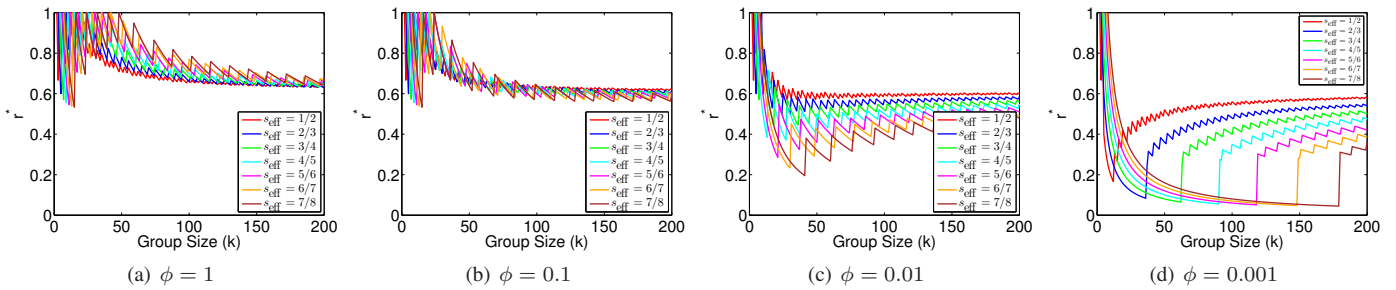 1
0.8
0.6
0.4
0.2
0
r*
0 50 100 150 200
Group Size (k)
s_eff = 1/2
s_eff = 2/3
s_eff = 3/4
s_eff = 4/5
s_eff = 5/6
s_eff = 6/7
s_eff = 7/8
(a) ϕ = 1
1
0.8
0.6
0.4
0.2
0
r*
0 50 100 150 200
Group Size (k)
s_eff = 1/2
s_eff = 2/3
s_eff = 3/4
s_eff = 4/5
s_eff = 5/6
s_eff = 6/7
s_eff = 7/8
(b) ϕ = 0.1
1
0.8
0.6
0.4
0.2
0
r*
0 50 100 150 200
Group Size (k)
s_eff = 1/2
s_eff = 2/3
s_eff = 3/4
s_eff = 4/5
s_eff = 5/6
s_eff = 6/7
s_eff = 7/8
(c) ϕ = 0.01
1
0.8
0.6
0.4
0.2
0
r*
0 50 100 150 200
Group Size (k)
s_eff = 1/2
s_eff = 2/3
s_eff = 3/4
s_eff = 4/5
s_eff = 5/6
s_eff = 6/7
s_eff = 7/8
(d) ϕ = 0.001